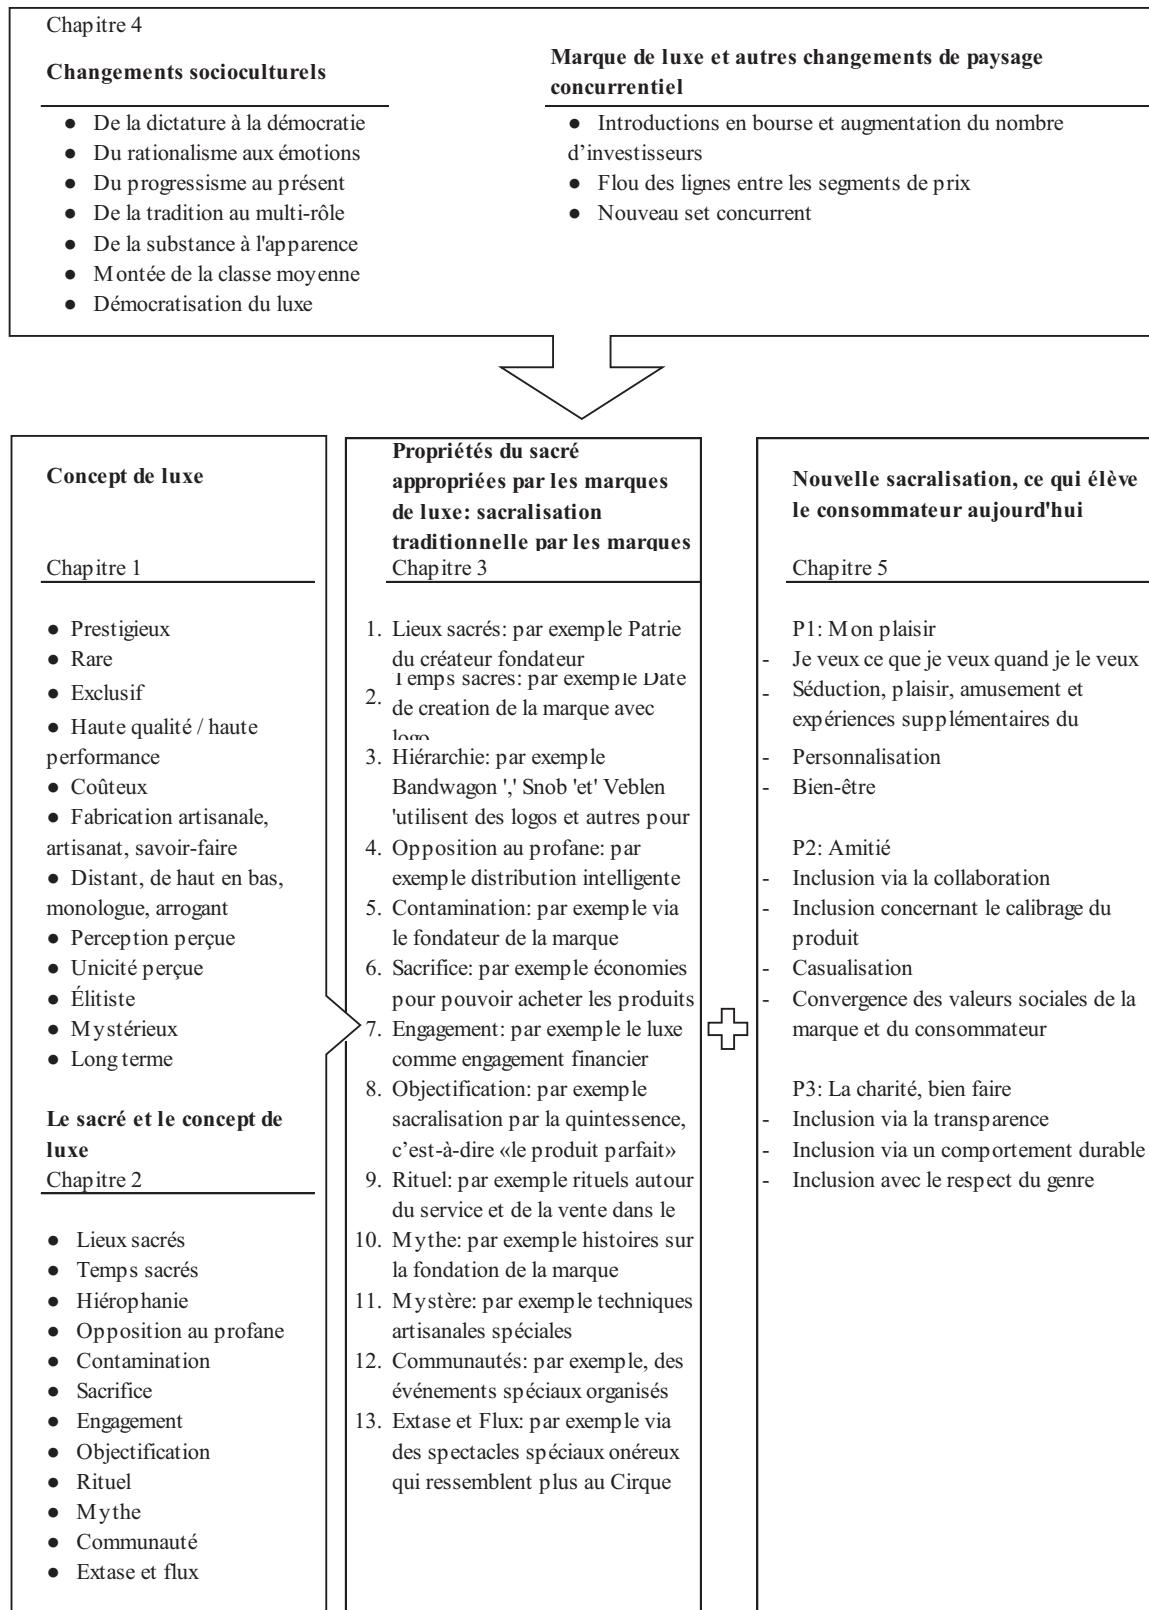 Chapitre 4
Changements socioculturels
● De la dictature à la démocratie
● Du rationalisme aux émotions
● Du progressisme au présent
● De la tradition au multi-rôle
● De la substance à l'apparence
● Montée de la classe moyenne
● Démocratisation du luxe
Marque de luxe et autres changements de paysage
concurrentiel
● Introductions en bourse et augmentation du nombre
d’investisseurs
● Flou des lignes entre les segments de prix
● Nouveau set concurrent
Concept de luxe
Chapitre 1
● Prestigieux
● Rare
● Exclusif
● Haute qualité / haute
performance
● Coûteux
● Fabrication artisanale,
artisanat, savoir-faire
● Distant, de haut en bas,
monologue, arrogant
● Perception perçue
● Unicité perçue
● Élitiste
● Mystérieux
● Long terme
Le sacré et le concept de
luxe
Chapitre 2
● Lieux sacrés
● Temps sacrés
● Hiérophanie
● Opposition au profane
● Contamination
● Sacrifice
● Engagement
● Objectification
● Rituel
● Mythe
● Communauté
● Extase et flux
Propriétés du sacré
appropriées par les marques
de luxe: sacralisation
traditionnelle par les marques
Chapitre 3
1. Lieux sacrés: par exemple Patrie
du créateur fondateur
2. Temps sacrés: par exemple Date
de creation de la marque avec
logo
3. Hiérarchie: par exemple
Bandwagon ',' Snob 'et' Veblen
'utilisent des logos et autres pour
4. Opposition au profane: par
exemple distribution intelligente
5. Contamination: par exemple via
le fondateur de la marque
6. Sacrifice: par exemple économies
pour pouvoir acheter les produits
7. Engagement: par exemple le luxe
comme engagement financier
8. Objectification: par exemple
sacralisation par la quintessence,
c’est-à-dire «le produit parfait»
9. Rituel: par exemple rituels autour
du service et de la vente dans le
10. Mythe: par exemple histoires sur
la fondation de la marque
11. Mystère: par exemple techniques
artisanales spéciales
12. Communautés: par exemple, des
événements spéciaux organisés
13. Extase et Flux: par exemple via
des spectacles spéciaux onéreux
qui ressemblent plus au Cirque
Nouvelle sacralisation, ce qui élève
le consommateur aujourd'hui
Chapitre 5
P1: Mon plaisir
- Je veux ce que je veux quand je le veux
- Séduction, plaisir, amusement et
expériences supplémentaires du
- Personnalisation
- Bien-être
P2: Amitié
- Inclusion via la collaboration
- Inclusion concernant le calibrage du
produit
- Casualisation
- Convergence des valeurs sociales de la
marque et du consommateur
P3: La charité, bien faire
- Inclusion via la transparence
- Inclusion via un comportement durable
- Inclusion avec le respect du genre